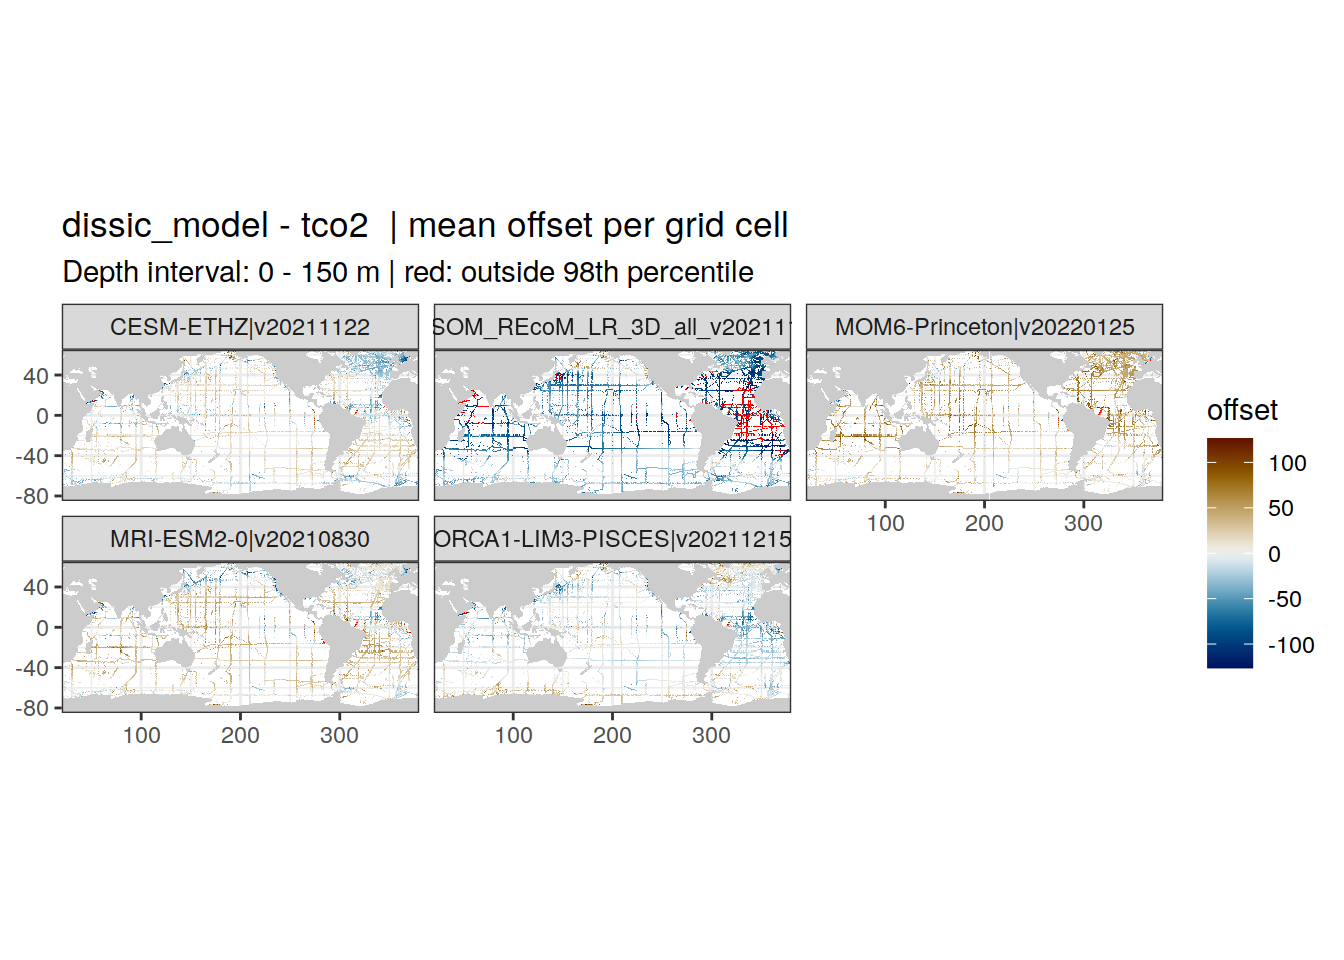 dissic_model - tco2  | mean offset per grid cell
Depth interval: 0 - 150 m | red: outside 98th percentile
CESM-ETHZ|v20211122
SOM_REcoM_LR_3D_all_v20211
MOM6-Princeton|v20220125
40
0
-40
-80
100
200
300
MRI-ESM2-0|v20210830
ORCA1-LIM3-PISCES|v20211215
40
0
-40
-80
100
200
300
100
200
300
offset
100
50
0
-50
-100